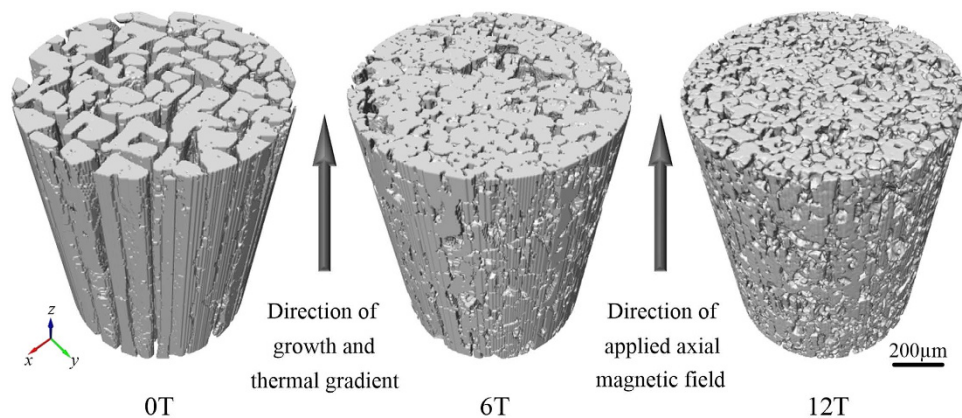 z
x
y
Direction of
growth and
thermal gradient
Direction of
applied axial
magnetic field
200μm
0T
6T
12T